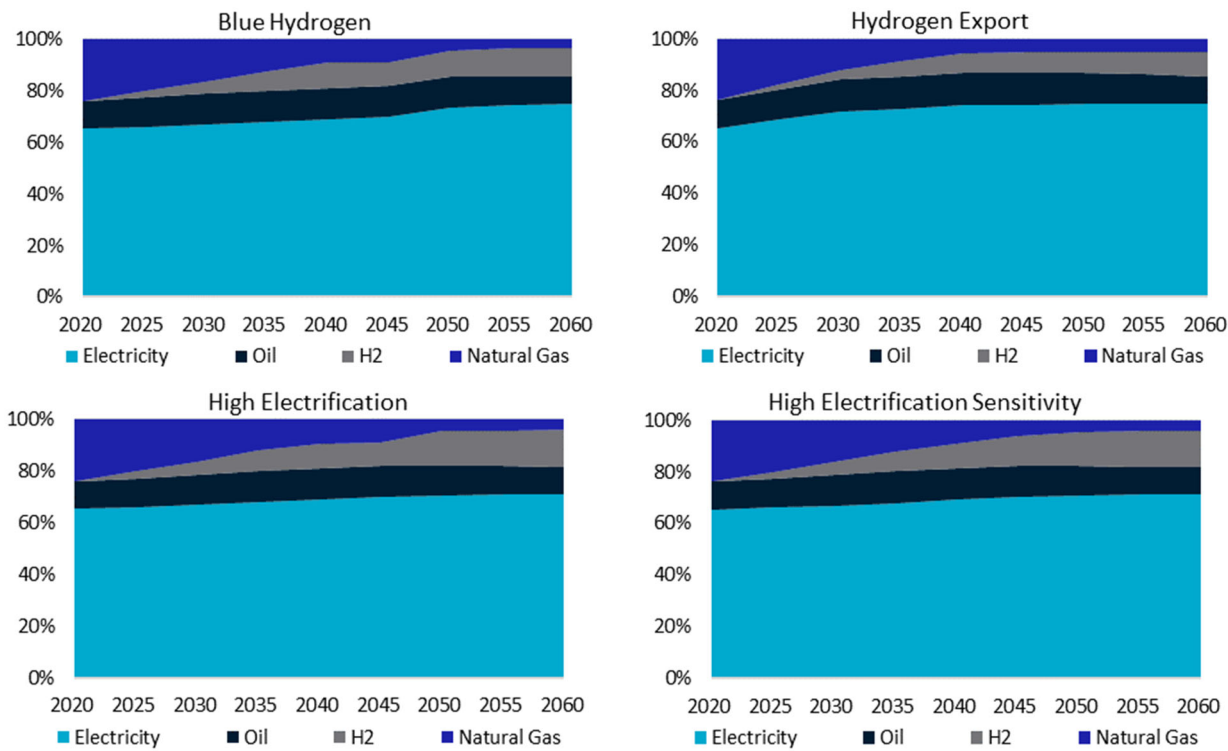 Blue Hydrogen
100%
80%
60%
40%
20%
0%
2020 2025 2030 2035 2040 2045 2050 2055 2060
Electricity Oil H2 Natural Gas
Hydrogen Export
100%
80%
60%
40%
20%
0%
2020 2025 2030 2035 2040 2045 2050 2055 2060
Electricity Oil H2 Natural Gas
High Electrification
100%
80%
60%
40%
20%
0%
2020 2025 2030 2035 2040 2045 2050 2055 2060
Electricity Oil H2 Natural Gas
High Electrification Sensitivity
100%
80%
60%
40%
20%
0%
2020 2025 2030 2035 2040 2045 2050 2055 2060
Electricity Oil H2 Natural Gas